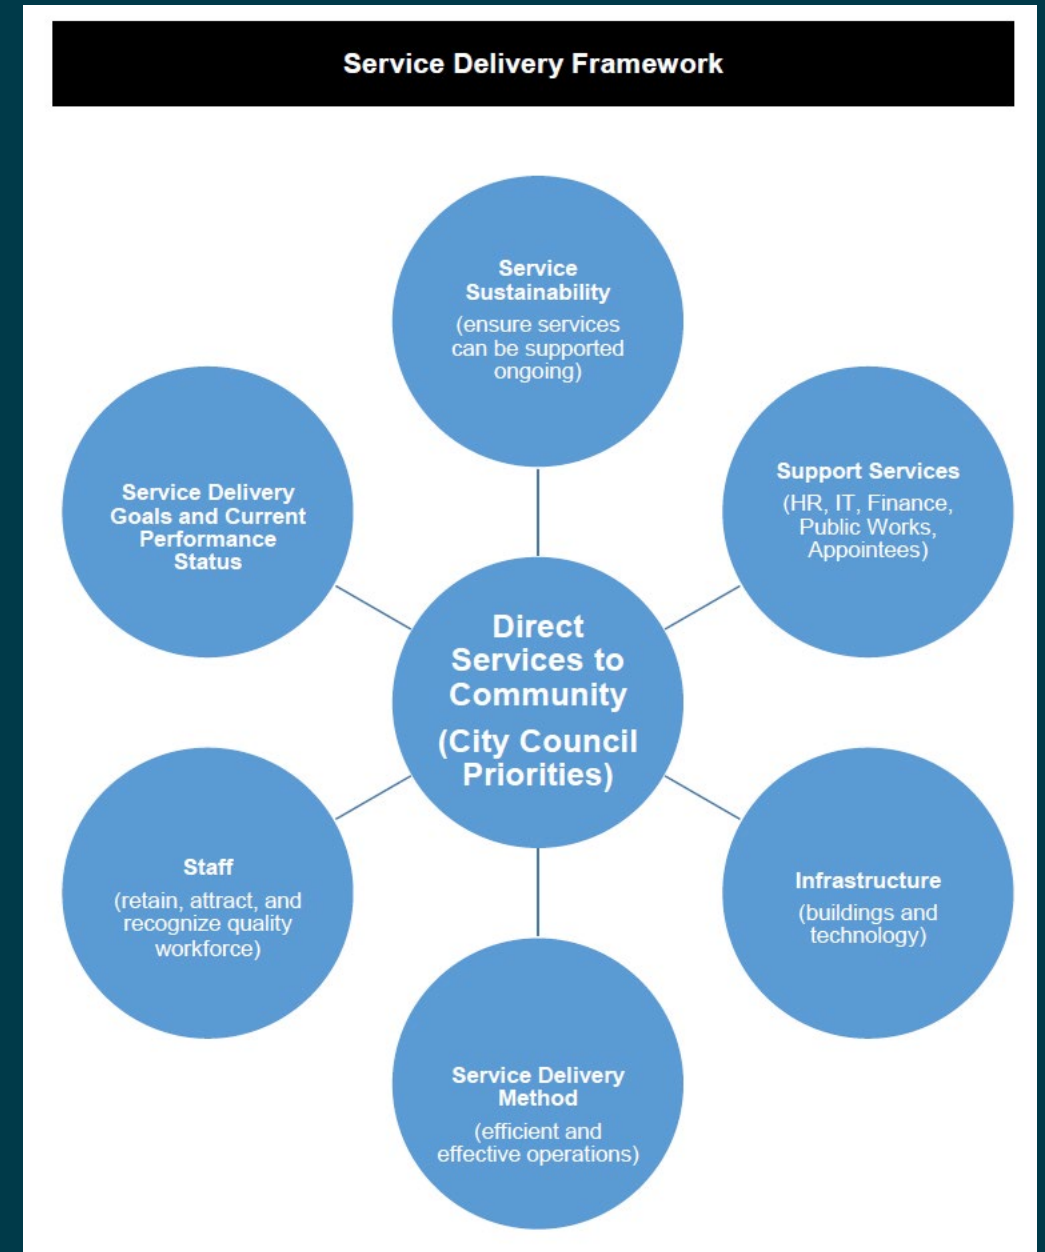 Service Delivery Framework
Service
Sustainability
(ensure services
can be supported
ongoing)
Support Services
(HR, IT, Finance,
Public Works,
Appointees)
Infrastructure
(buildings and
technology)
Service Delivery
Method
(efficient and
effective operations)
Staff
(retain, attract, and
recognize quality
workforce)
Service Delivery
Goals and Current
Performance
Status
Direct
Services to
Community
(City Council
Priorities)